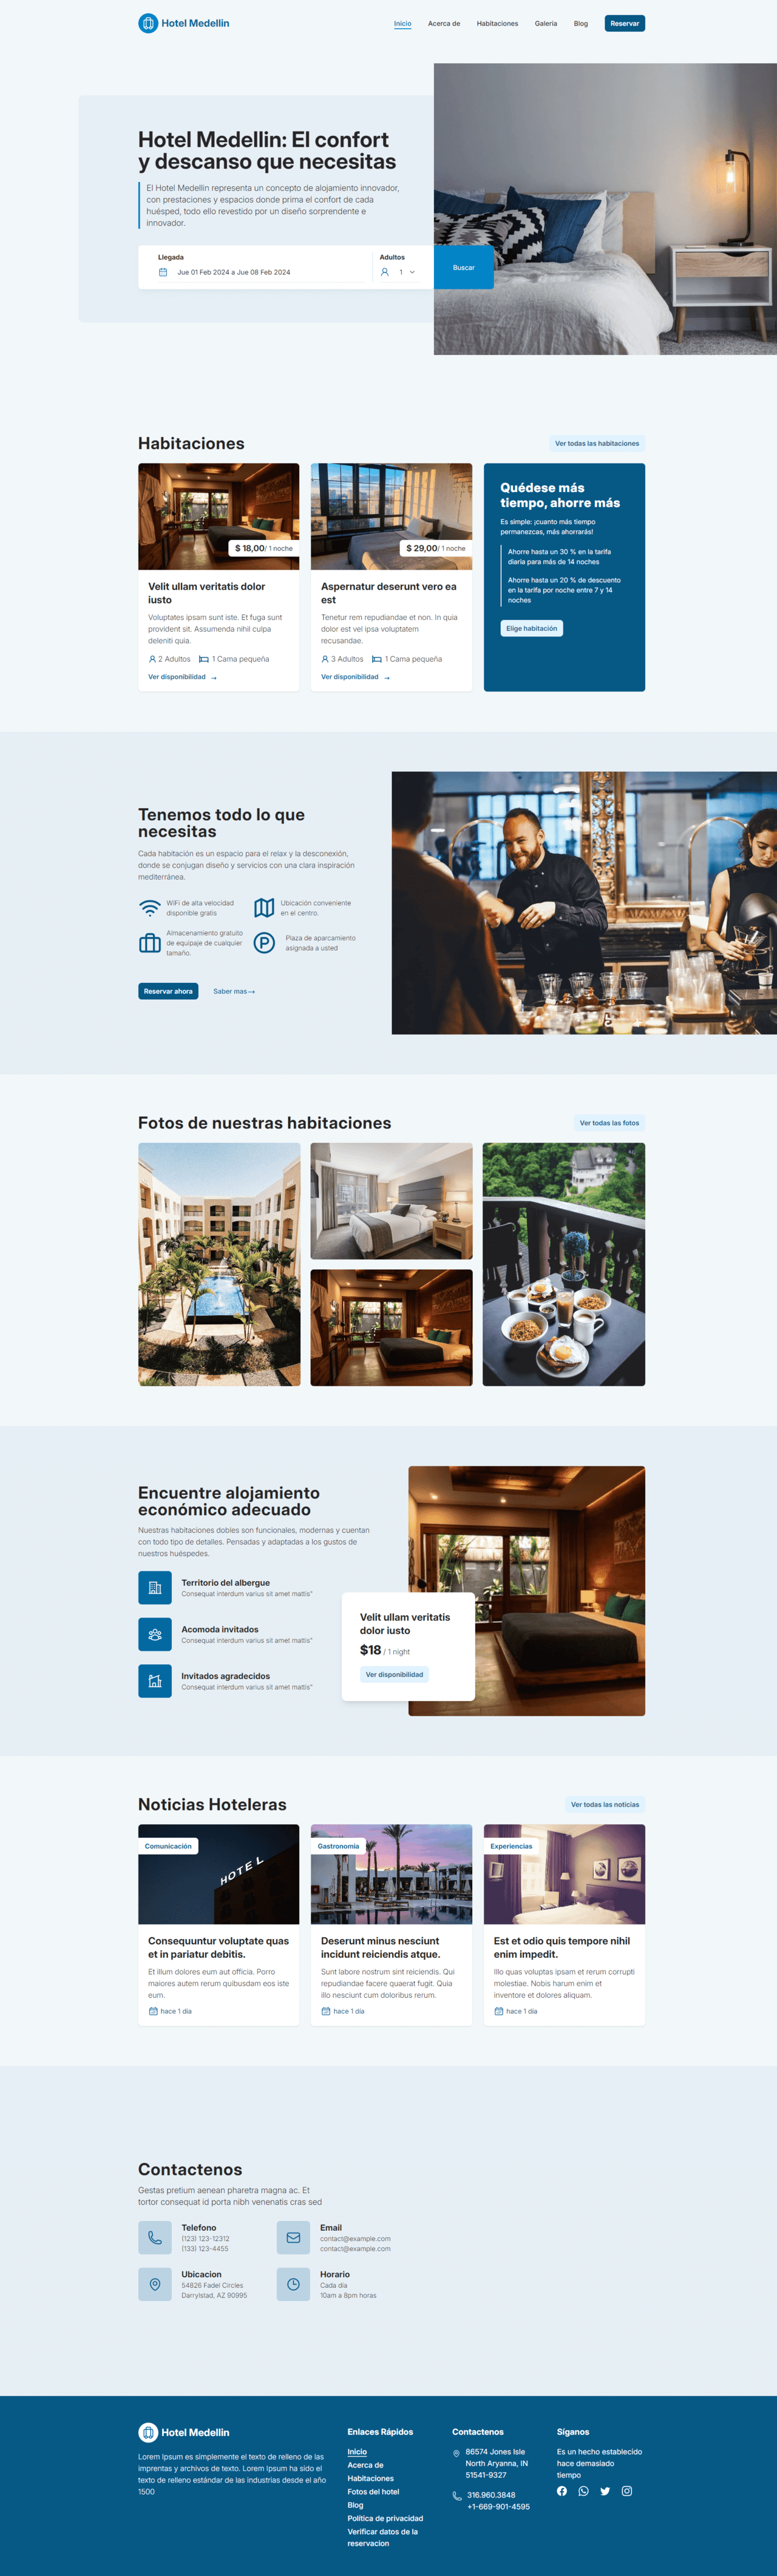 Hotel Medellin
Inicio
Acerca de
Habitaciones
Galeria
Blog
Reservar
Hotel Medellin: El confort
y descanso que necesitas
El Hotel Medellin representa un concepto de alojamiento innovador,
con prestaciones y espacios donde prima el confort de cada
huésped, todo ello revestido por un diseño sorprendente e
innovador.
Llegada
Jue 01 Feb 2024 a Jue 08 Feb 2024
Adultos
1
Buscar
Habitaciones
Ver todas las habitaciones
$ 18,00/ 1 noche
Velit ullam veritatis dolor
iusto
Voluptates ipsam sunt iste. Et fuga sunt
provident sit. Assumenda nihil culpa
deleniti quia.
2 Adultos
1 Cama pequeña
Ver disponibilidad →
$ 29,00/ 1 noche
Aspernatur deserunt vero ea
est
Tenetur rem repudiandae et non. In quia
dolor est vel ipsa voluptatem
recusandae.
3 Adultos
1 Cama pequeña
Ver disponibilidad →
Quédese más
tiempo, ahorre más
Es simple: ¡cuanto más tiempo
permanezcas, más ahorrarás!
Ahorre hasta un 30 % en la tarifa
diaria para más de 14 noches
Ahorre hasta un 20 % de descuento
en la tarifa por noche entre 7 y 14
noches
Elige habitación
Tenemos todo lo que
necesitas
Cada habitación es un espacio para el relax y la desconexión,
donde se conjugan diseño y servicios con una clara inspiración
mediterránea.
WiFi de alta velocidad
disponible gratis
Ubicación conveniente
en el centro.
Almacenamiento gratuito
de equipaje de cualquier
tamaño.
P
Plaza de aparcamiento
asignada a usted
Reservar ahora
Saber mas→
Fotos de nuestras habitaciones
Ver todas las fotos
Encuentre alojamiento
económico adecuado
Nuestras habitaciones dobles son funcionales, modernas y cuentan
con todo tipo de detalles. Pensadas y adaptadas a los gustos de
nuestros huéspedes.
Territorio del albergue
Consequat interdum varius sit amet mattis"
Acomoda invitados
Consequat interdum varius sit amet mattis"
Invitados agradecidos
Consequat interdum varius sit amet mattis"
Velit ullam veritatis
dolor iusto
$18 / 1 night
Ver disponibilidad
Noticias Hoteleras
Ver todas las noticias
Comunicación
HOTEL
Consequuntur voluptate quas
et in pariatur debitis.
Et illum dolores eum aut officia. Porro
maiores autem rerum quibusdam eos iste
eum.
hace 1 día
Gastronomia
Deserunt minus nesciunt
incidunt reiciendis atque.
Sunt labore nostrum sint reiciendis. Qui
repudiandae facere quaerat fugit. Quia
illo nesciunt cum doloribus rerum.
hace 1 día
Experiencias
Est et odio quis tempore nihil
enim impedit.
Illo quas voluptas ipsam et rerum corrupti
molestiae. Nobis harum enim et
inventore et dolores aliquam.
hace 1 día
Contactenos
Gestas pretium aenean pharetra magna ac. Et
tortor consequat id porta nibh venenatis cras sed
Telefono
(123) 123-12312
(133) 123-4455
Email
contact@example.com
contact@example.com
Ubicacion
54826 Fadel Circles
Darrylstad, AZ 90995
Horario
Cada día
10am a 8pm horas
Hotel Medellin
Lorem Ipsum es simplemente el texto de relleno de las
imprentas y archivos de texto. Lorem Ipsum ha sido el
texto de relleno estándar de las industrias desde el año
1500
Enlaces Rápidos
Inicio
Acerca de
Habitaciones
Fotos del hotel
Blog
Política de privacidad
Verificar datos de la
reservacion
Contactenos
86574 Jones Isle
North Aryanna, IN
51541-9327
316.960.3848
+1-669-901-4595
Síganos
Es un hecho establecido
hace demasiado
tiempo